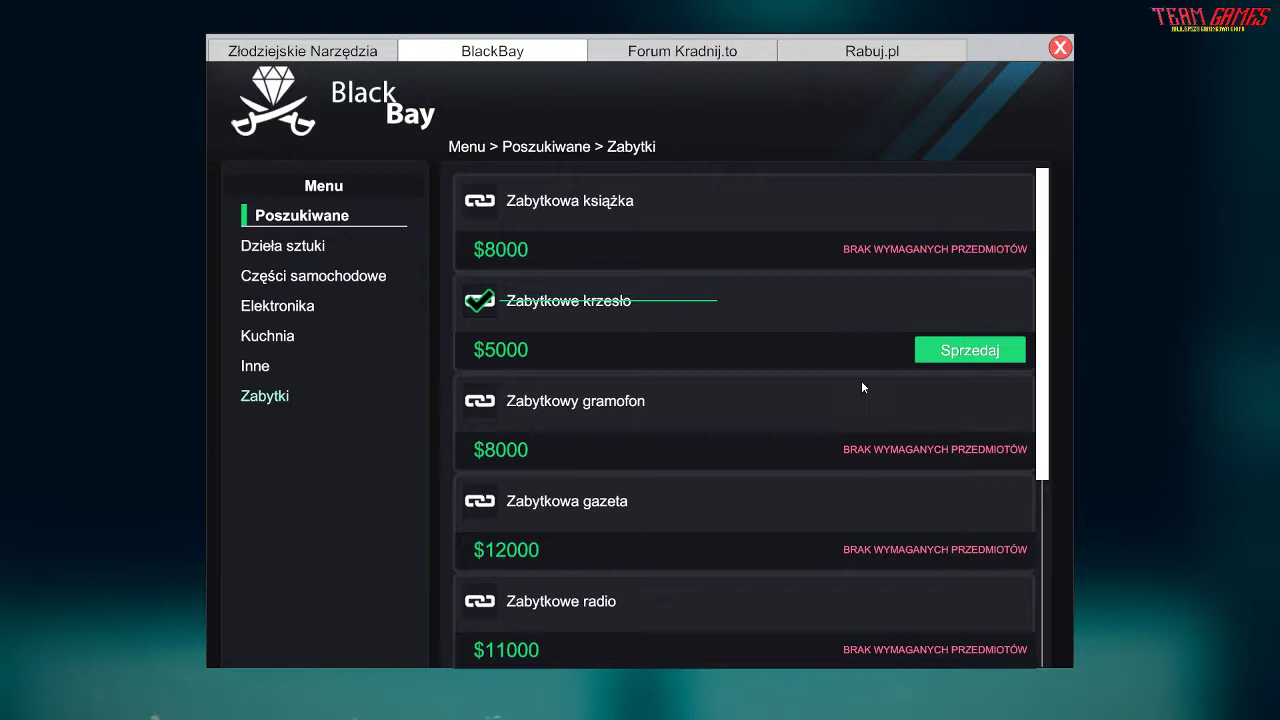 TEAM GAMES
Złodziejskie Narzędzia
BlackBay
Forum Kradnij.to
Rabuj.pl
X
Black
Bay
Menu > Poszukiwane > Zabytki
Menu
Poszukiwane
Dzieła sztuki
Części samochodowe
Elektronika
Kuchnia
Inne
Zabytki
Zabytkowa książka
$8000 BRAK WYMAGANYCH PRZEDMIOTÓW
Zabytkowe krzesło
$5000 Sprzedaj
Zabytkowy gramofon
$8000 BRAK WYMAGANYCH PRZEDMIOTÓW
Zabytkowa gazeta
$12000 BRAK WYMAGANYCH PRZEDMIOTÓW
Zabytkowe radio
$11000 BRAK WYMAGANYCH PRZEDMIOTÓW